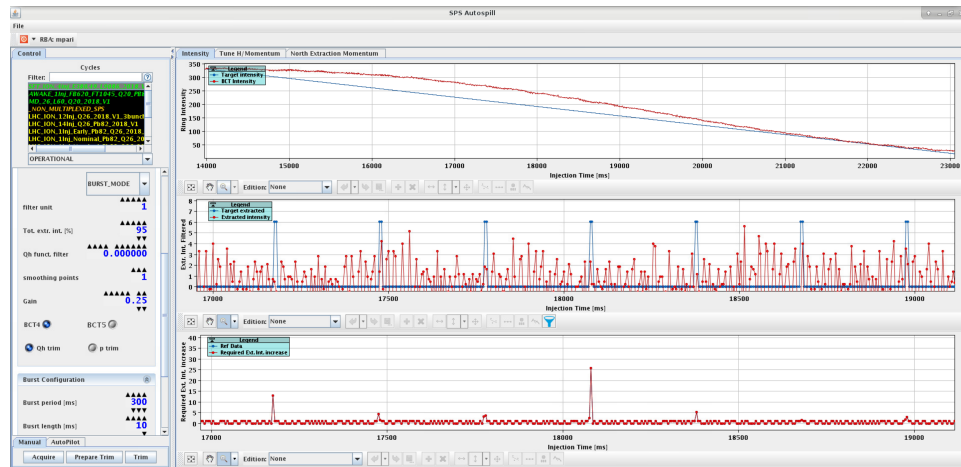 SPS Autospill
File
RBA: mpari
Control
Cycles
Filter:
AWAKE_1Inj_FB620_FT1045_Q20_PB
MD_26_L60_Q20_2018_V1
_NON_MULTIPLEXED_SPS
LHC_ION_12Inj_Q26_2018_V1_3bunc
LHC_ION_14Inj_Q26_Pb82_2018_V1
LHC_ION_1Inj_Early_Pb82_Q26_2018_
LHC_ION_1Inj_Nominal_Pb82_Q26_20
OPERATIONAL
BURST_MODE
filter unit 1
Tot. extr. int. [%] 95
Qh funct. filter 0.000000
smoothing points 1
Gain 0.25
BCT4 BCT5
Qh trim p trim
Burst Configuration
Burst period [ms] 300
Busrt length [ms] 10
Manual AutoPilot
Acquire Prepare Trim Trim
Intensity Tune H/Momentum North Extraction Momentum
Legend
Target intensity
BCT Intensity
Ring Intensity
350
300
250
200
150
100
50
14000 15000 16000 17000 18000 19000 20000 21000 22000 23000
Injection Time [ms]
Edition: None
Legend
Target extracted
Extracted intensity
Extr. Int. Filtered
8
7
6
5
4
3
2
1
0
17000 17500 18000 18500 19000
Injection Time [ms]
Edition: None
Legend
Ref Data
Required Ext. Int. increase
Required Ext. Int. increase
40
35
30
25
20
15
10
5
0
17000 17500 18000 18500 19000
Injection Time [ms]
Edition: None